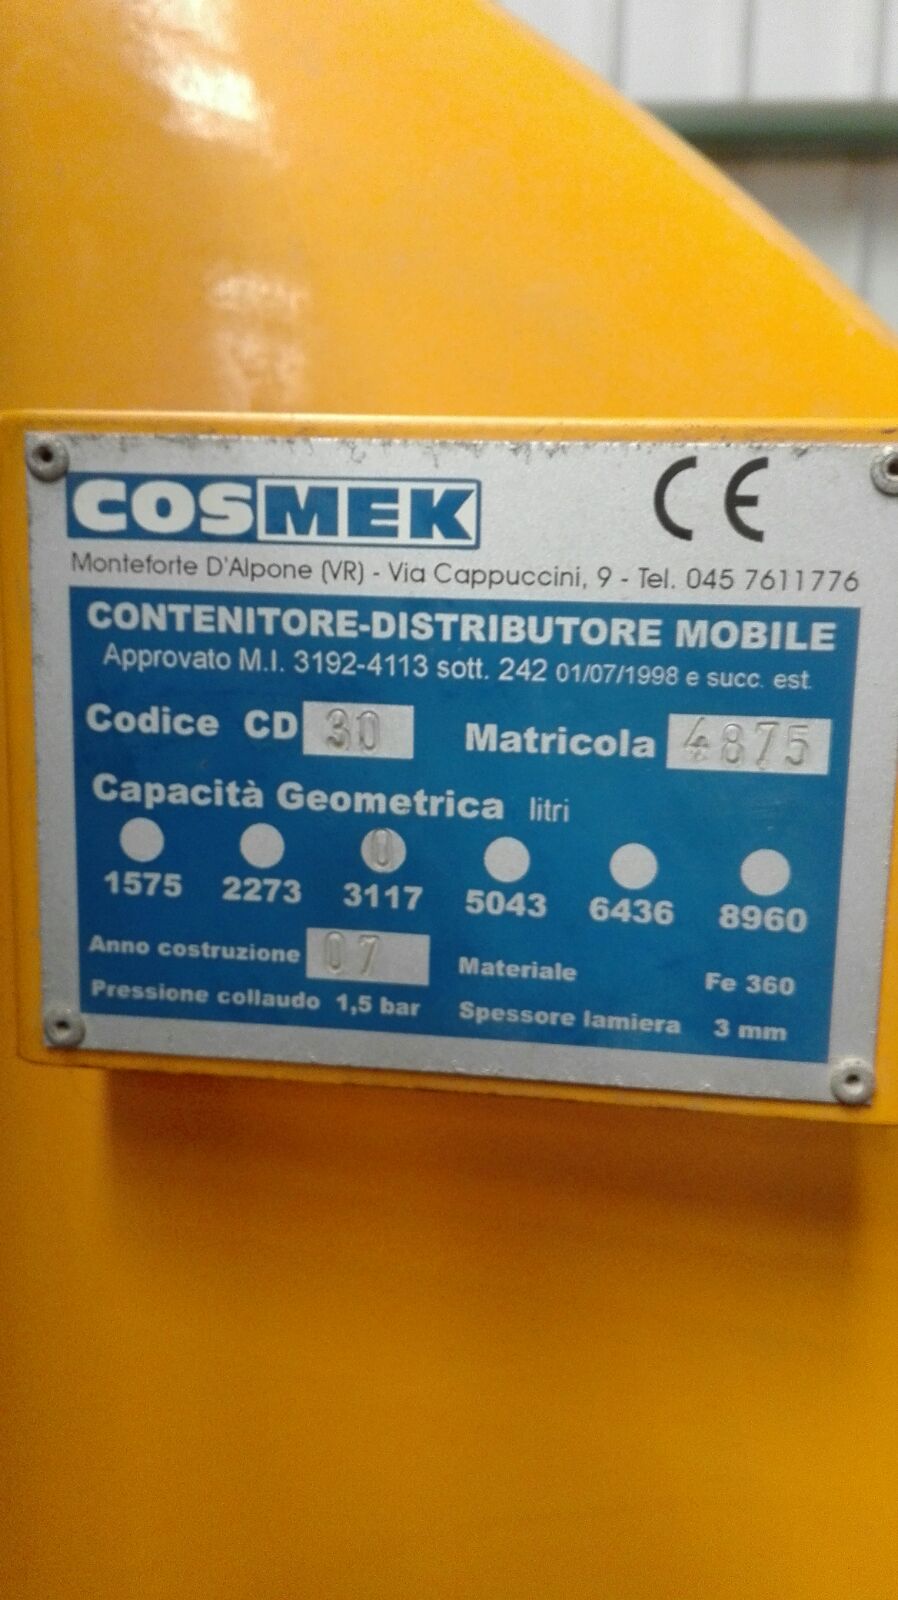 COSMEK CE
Monteforte D'Alpone (VR) - Via Cappuccini, 9 - Tel. 045 7611776
CONTENITORE-DISTRIBUTORE MOBILE
Approvato M.I. 3192-4113 sott. 242 01/07/1998 e succ. est.
Codice CD 30 Matricola 4875
Capacità Geometrica litri
0
1575 2273 3117 5043 6436 8960
Anno costruzione 07 Materiale Fe 360
Pressione collaudo 1,5 bar Spessore lamiera 3 mm